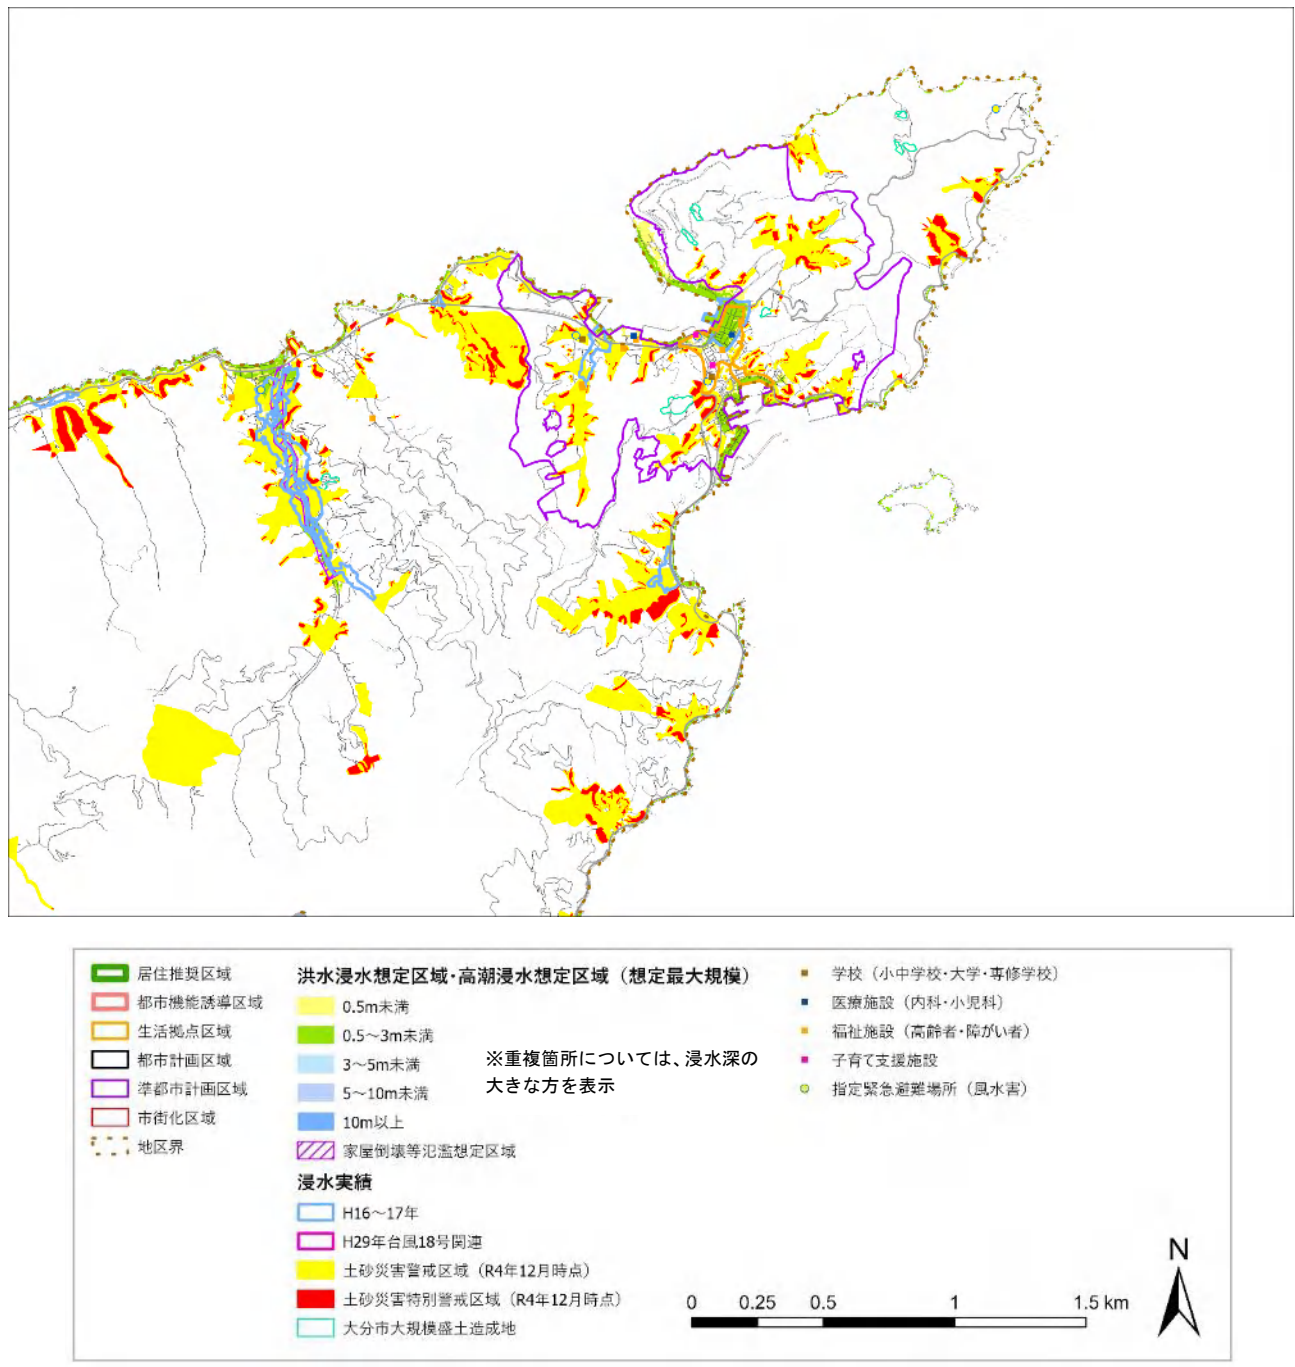 居住推奨区域
都市機能誘導区域
生活拠点区域
都市計画区域
準都市計画区域
市街化区域
地区界
洪水浸水想定区域・高潮浸水想定区域（想定最大規模）
0.5m未満
0.5～3m未満
3～5m未満
5～10m未満
10m以上
家屋倒壊等氾濫想定区域
※重複箇所については、浸水深の
大きな方を表示
浸水実績
H16～17年
H29年台風18号関連
土砂災害警戒区域（R4年12月時点）
土砂災害特別警戒区域（R4年12月時点）
大分市大規模盛土造成地
学校（小中学校・大学・専修学校）
医療施設（内科・小児科）
福祉施設（高齢者・障がい者）
子育て支援施設
指定緊急避難場所（風水害）
0 0.25 0.5 1 1.5 km
N